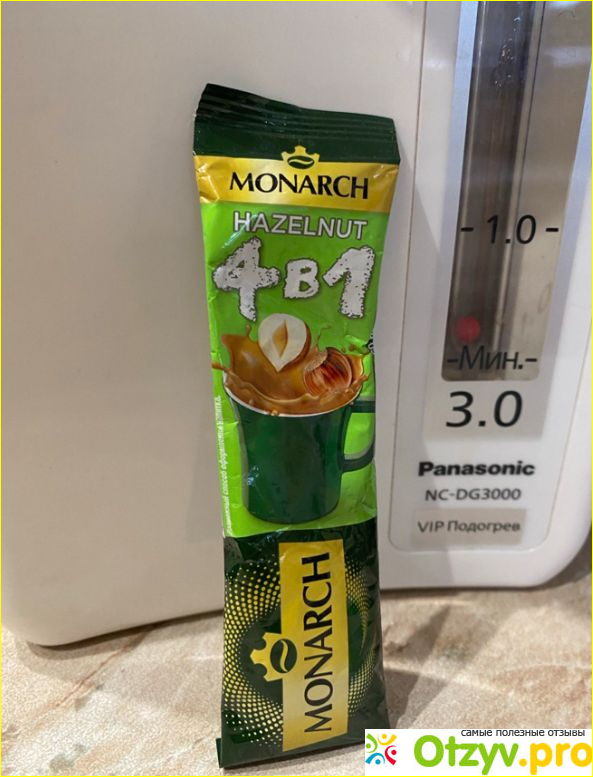 MONARCH
HAZELNUT
4 в 1
MONARCH
- 1.0 -
-Мин.-
3.0
Panasonic
NC-DG3000
VIP Подогрев
самые полезные отзывы
Otzyv.pro